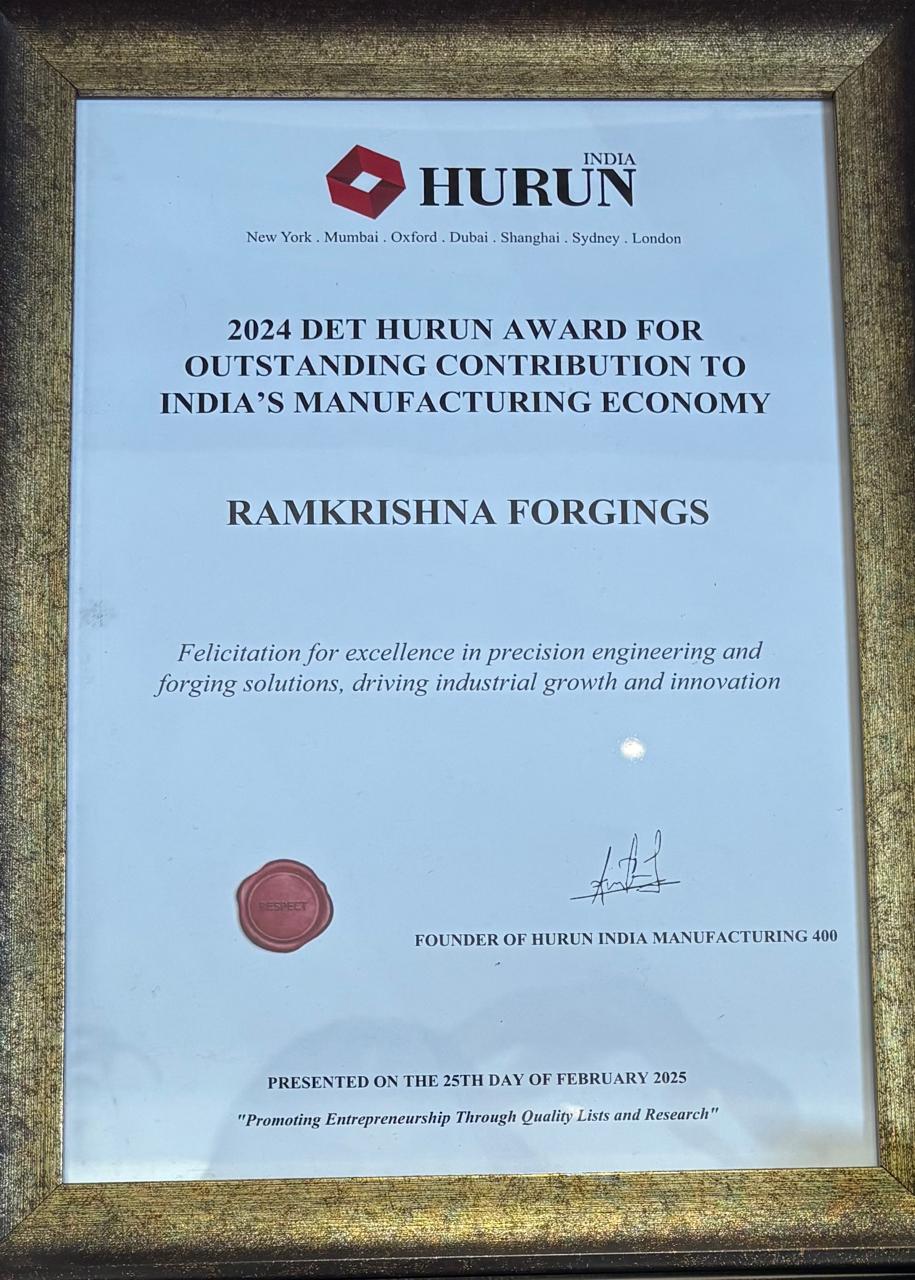 INDIA
HURUN
New York . Mumbai . Oxford . Dubai . Shanghai . Sydney . London
2024 DET HURUN AWARD FOR
OUTSTANDING CONTRIBUTION TO
INDIA’S MANUFACTURING ECONOMY
RAMKRISHNA FORGINGS
Felicitation for excellence in precision engineering and
forging solutions, driving industrial growth and innovation
RESPECT
FOUNDER OF HURUN INDIA MANUFACTURING 400
PRESENTED ON THE 25TH DAY OF FEBRUARY 2025
"Promoting Entrepreneurship Through Quality Lists and Research"